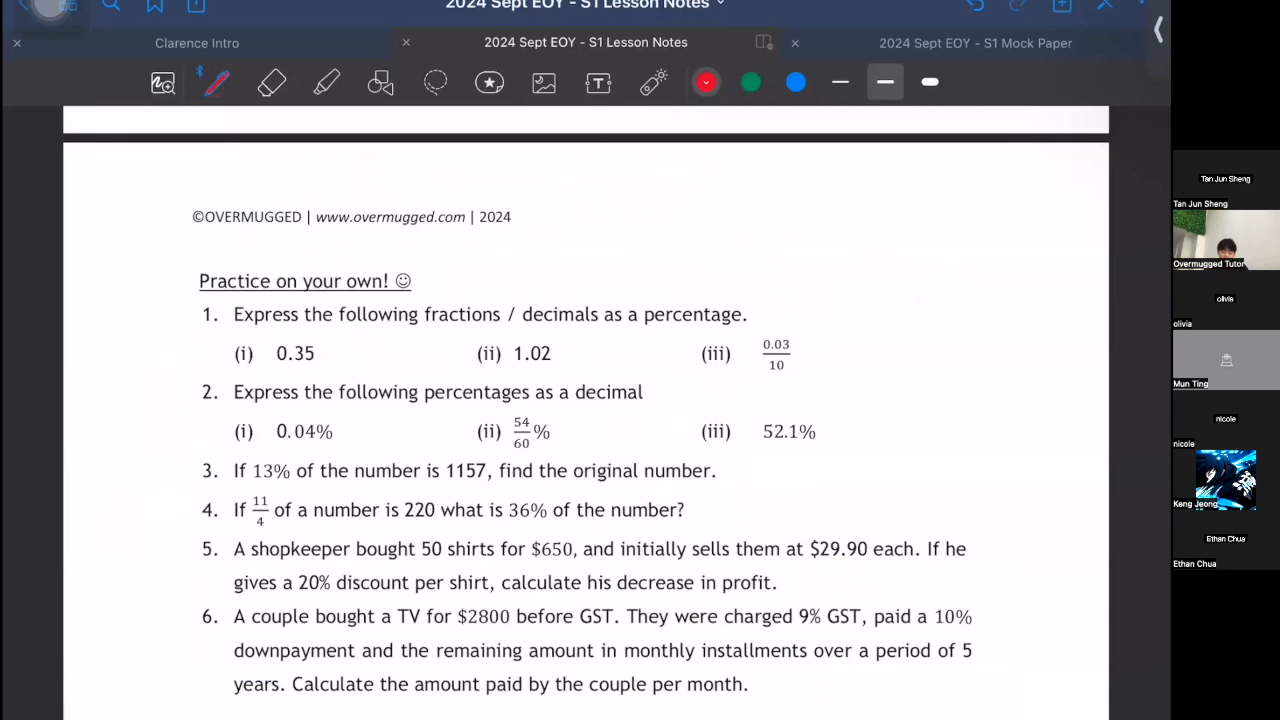 2024 Sept EOY - S1 Lesson Notes
Clarence Intro
2024 Sept EOY - S1 Lesson Notes
2024 Sept EOY - S1 Mock Paper
©OVERMUGGED | www.overmugged.com | 2024
Practice on your own! ☺
1. Express the following fractions / decimals as a percentage.
(i) 0.35 (ii) 1.02 (iii) 0.03/10
2. Express the following percentages as a decimal
(i) 0.04% (ii) 54/60% (iii) 52.1%
3. If 13% of the number is 1157, find the original number.
4. If 11/4 of a number is 220 what is 36% of the number?
5. A shopkeeper bought 50 shirts for $650, and initially sells them at $29.90 each. If he
gives a 20% discount per shirt, calculate his decrease in profit.
6. A couple bought a TV for $2800 before GST. They were charged 9% GST, paid a 10%
downpayment and the remaining amount in monthly installments over a period of 5
years. Calculate the amount paid by the couple per month.
Tan Jun Sheng
Tan Jun Sheng
Overmugged Tutor
olivia
olivia
Mun Ting
nicole
nicole
Keng Jeong
Ethan Chua
Ethan Chua